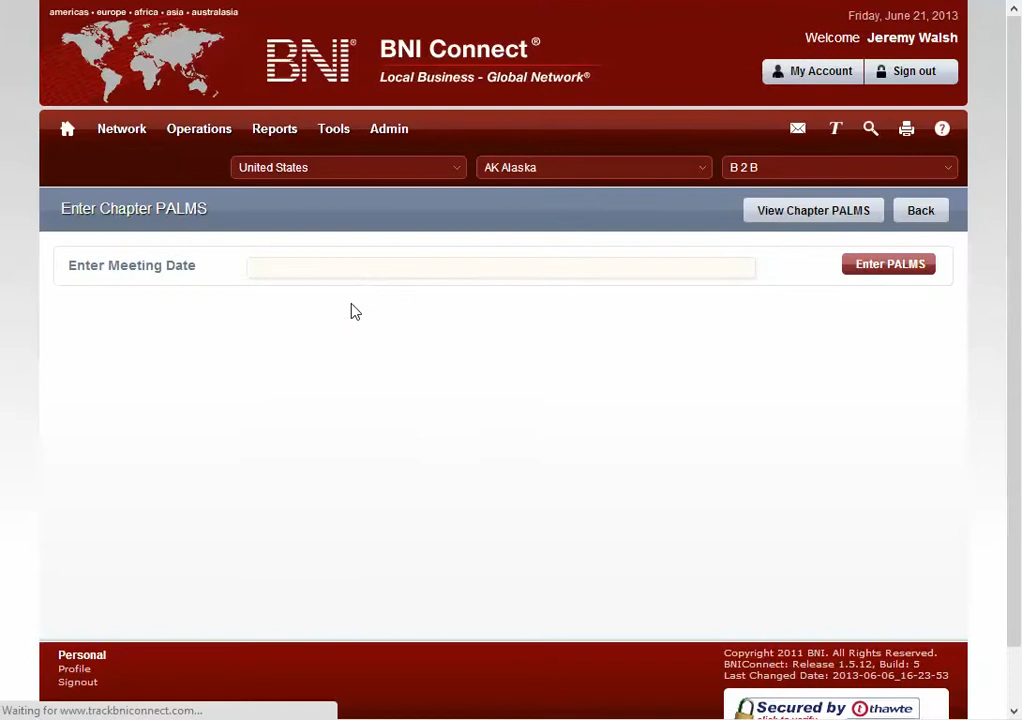 americas • europe • africa • asia • australasia
Friday, June 21, 2013
BNI®
BNI Connect®
Welcome Jeremy Walsh
Local Business - Global Network®
My Account
Sign out
Network
Operations
Reports
Tools
Admin
T
?
United States
AK Alaska
B 2 B
Enter Chapter PALMS
View Chapter PALMS
Back
Enter Meeting Date
Enter PALMS
Personal
Profile
Signout
Copyright 2011 BNI. All Rights Reserved.
BNIConnect: Release 1.5.12, Build: 5
Last Changed Date: 2013-06-06_16-23-53
Secured by thawte
click to verify
Waiting for www.trackbniconnect.com...